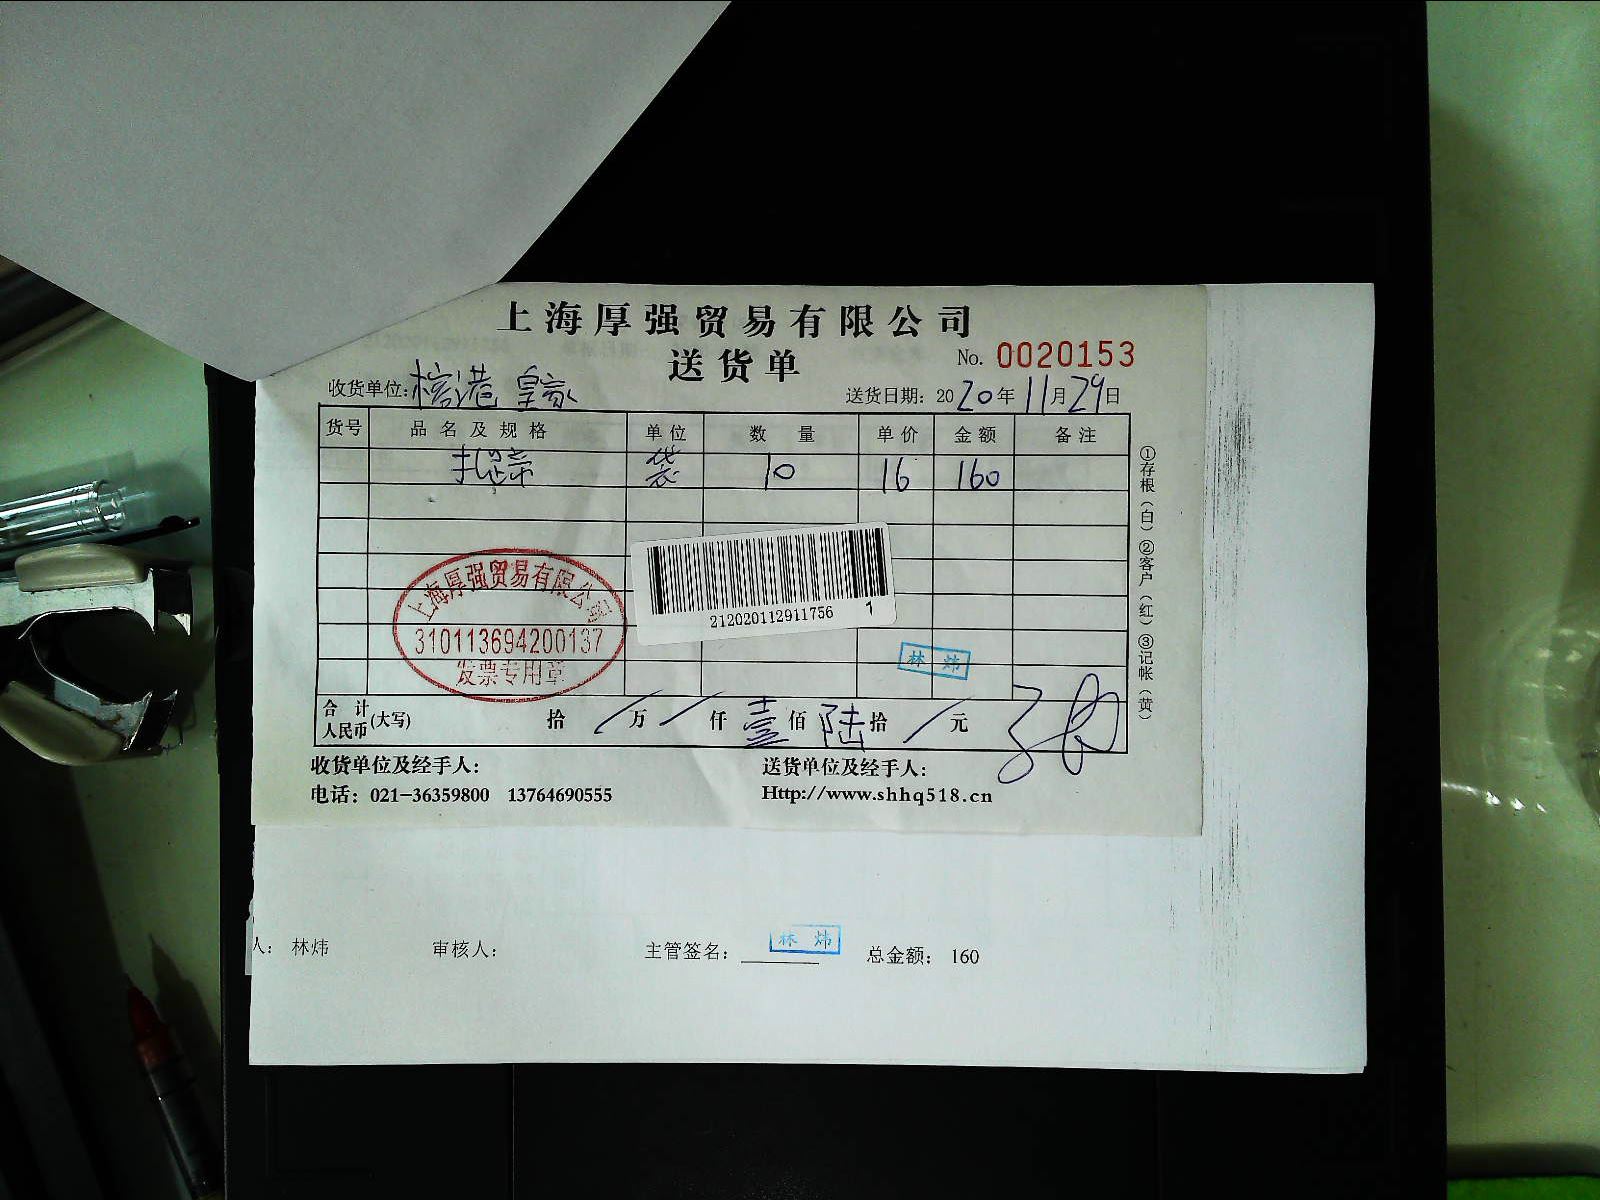 上海厚强贸易有限公司
送货单 No. 0020153
收货单位：榕港 皇家 送货日期：2020年11月29日
货号 品名及规格 单位 数量 单价 金额 备注
扎带 袋 10 16 160
①存根（白）②客户（红）③记帐（黄）
上海厚强贸易有限公司
310113694200137
发票专用章
212020112911756 1
林炜
合计人民币(大写) 拾/万/仟壹佰陆拾/元
收货单位及经手人： 送货单位及经手人：
电话：021-36359800 13764690555 Http://www.shhq518.cn
人：林炜 审核人： 主管签名： 林炜 总金额：160